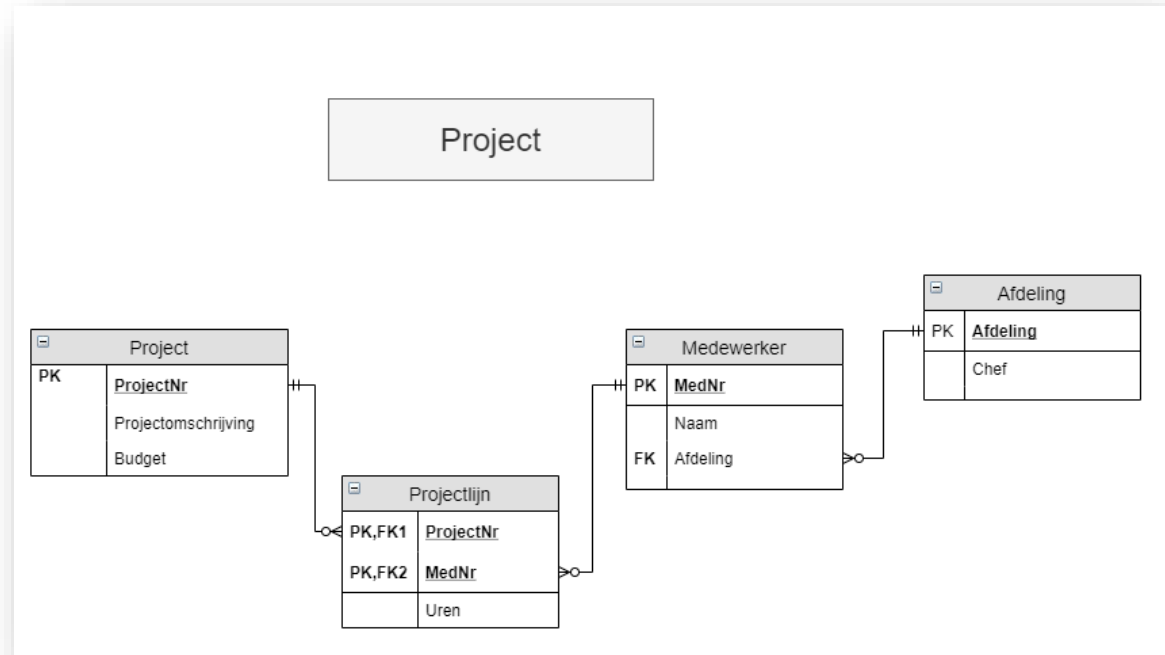 Project
Project
PK ProjectNr
Projectomschrijving
Budget
Projectlijn
PK,FK1 ProjectNr
PK,FK2 MedNr
Uren
Medewerker
PK MedNr
Naam
FK Afdeling
Afdeling
PK Afdeling
Chef